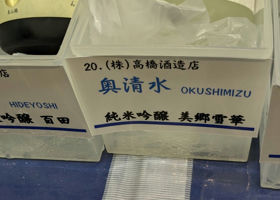 店
HIDEYOSHI
吟醸 百田
20. (株)高橋酒造店
奥清水 OKUSHIMIZU
純米吟醸 美郷雪華